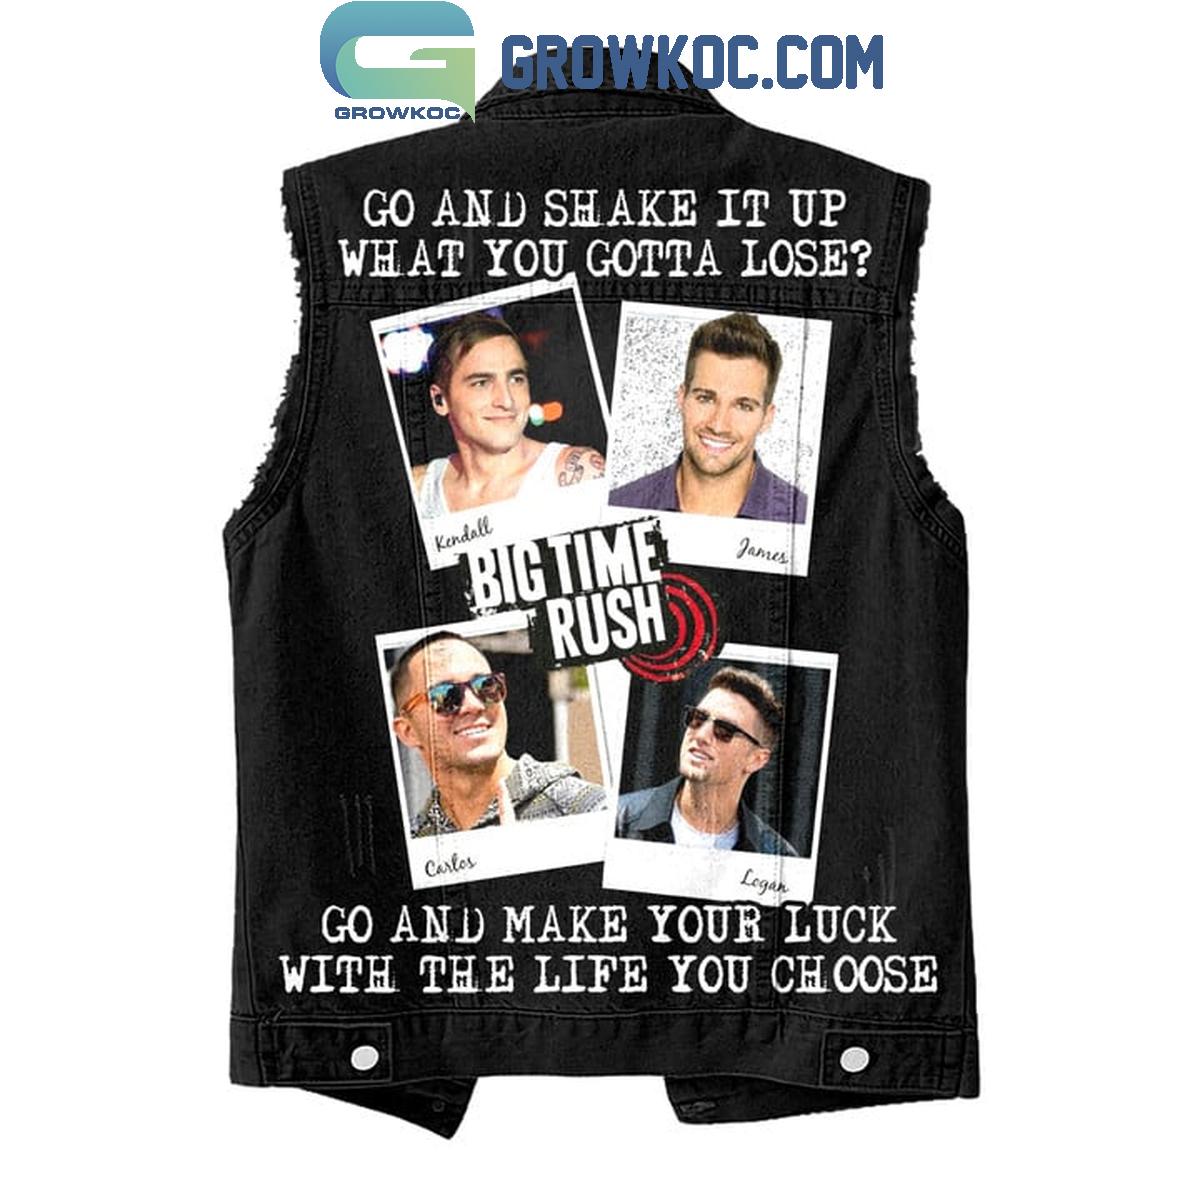 GROWKOC.COM
GROWKOC
GO AND SHAKE IT UP
WHAT YOU GOTTA LOSE?
Kendall
James
BIG TIME
RUSH
Carlos
Logan
GO AND MAKE YOUR LUCK
WITH THE LIFE YOU CHOOSE